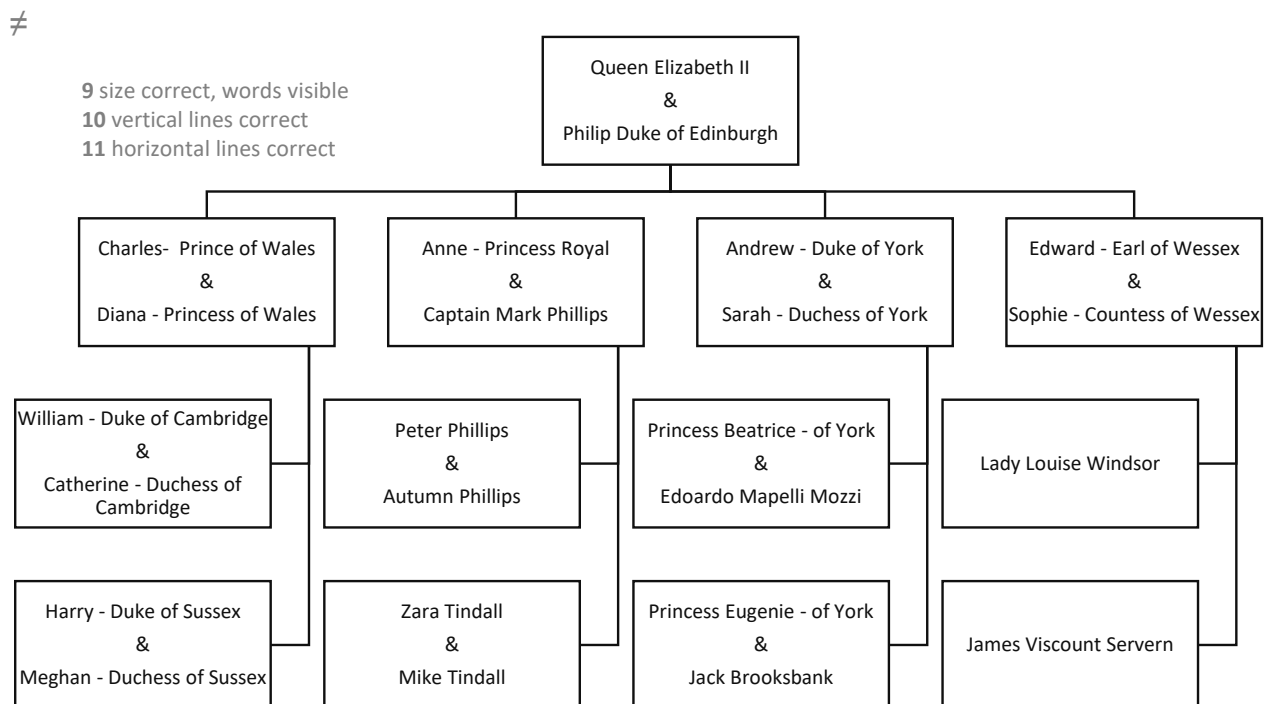 ≠
9 size correct, words visible
10 vertical lines correct
11 horizontal lines correct
Queen Elizabeth II
&
Philip Duke of Edinburgh
Charles-  Prince of Wales
&
Diana - Princess of Wales
Anne - Princess Royal
&
Captain Mark Phillips
Andrew - Duke of York
&
Sarah - Duchess of York
Edward - Earl of Wessex
&
Sophie - Countess of Wessex
William - Duke of Cambridge
&
Catherine - Duchess of
Cambridge
Peter Phillips
&
Autumn Phillips
Princess Beatrice - of York
&
Edoardo Mapelli Mozzi
Lady Louise Windsor
Harry - Duke of Sussex
&
Meghan - Duchess of Sussex
Zara Tindall
&
Mike Tindall
Princess Eugenie - of York
&
Jack Brooksbank
James Viscount Servern